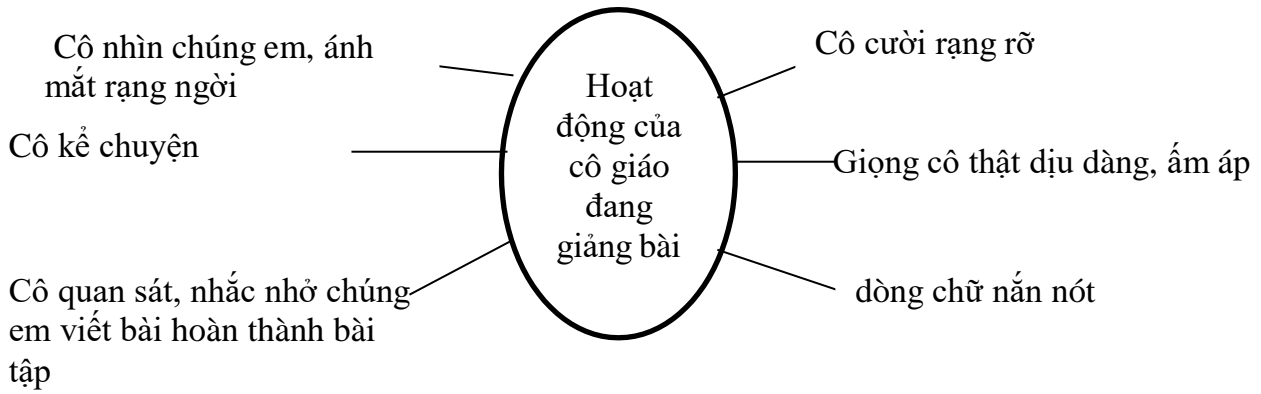 Cô nhìn chúng em, ánh
mắt rạng ngời
Cô kể chuyện
Cô quan sát, nhắc nhở chúng
em viết bài hoàn thành bài
tập
Hoạt
động của
cô giáo
đang
giảng bài
Cô cười rạng rỡ
Giọng cô thật dịu dàng, ấm áp
dòng chữ nắn nót